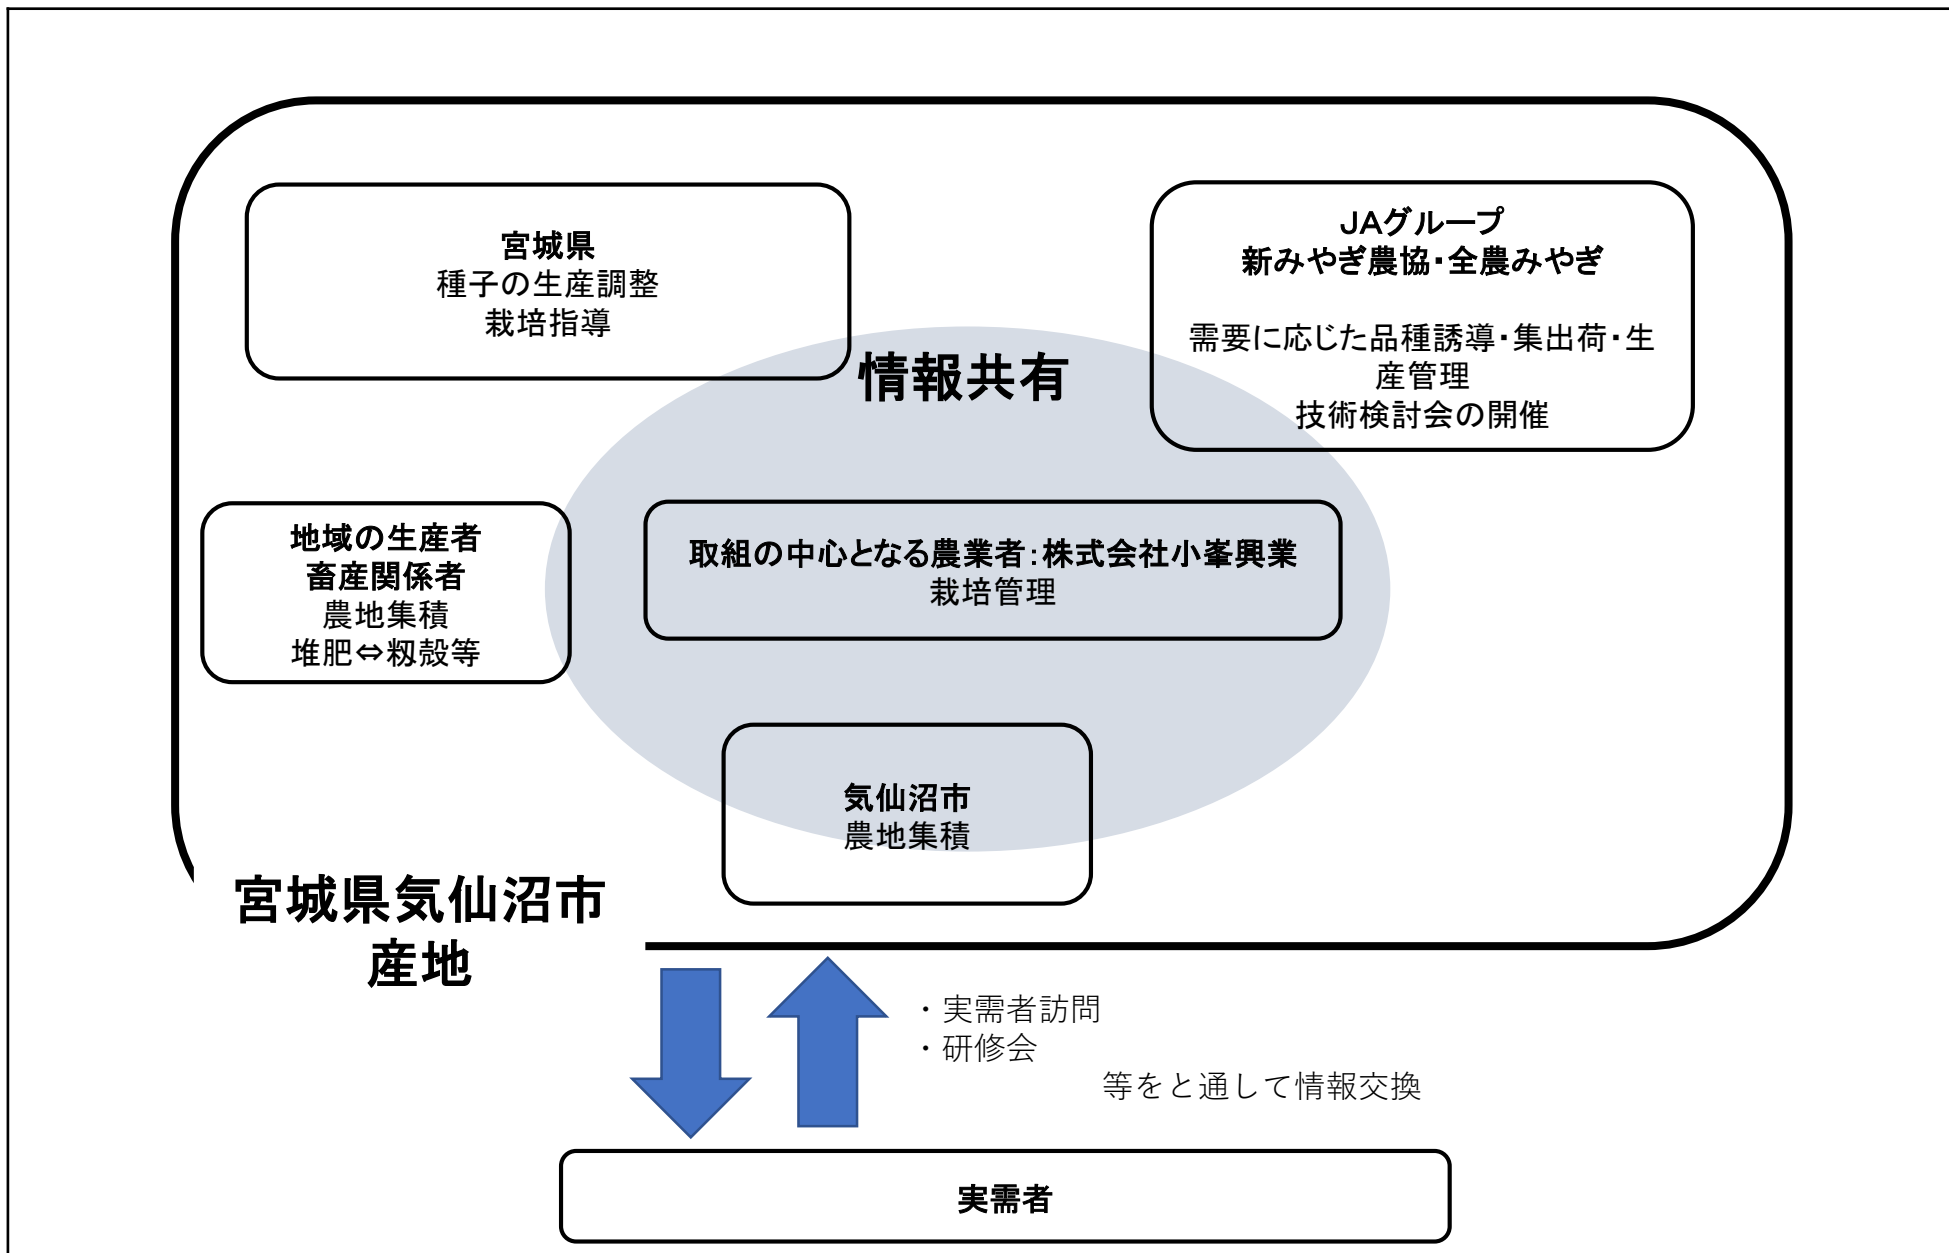 宮城県
種子の生産調整
栽培指導
JAグループ
新みやぎ農協・全農みやぎ
需要に応じた品種誘導・集出荷・生
産管理
技術検討会の開催
情報共有
地域の生産者
畜産関係者
農地集積
堆肥⇔籾殻等
取組の中心となる農業者:株式会社小峯興業
栽培管理
気仙沼市
農地集積
宮城県気仙沼市
産地
・実需者訪問
・研修会
等をと通して情報交換
実需者